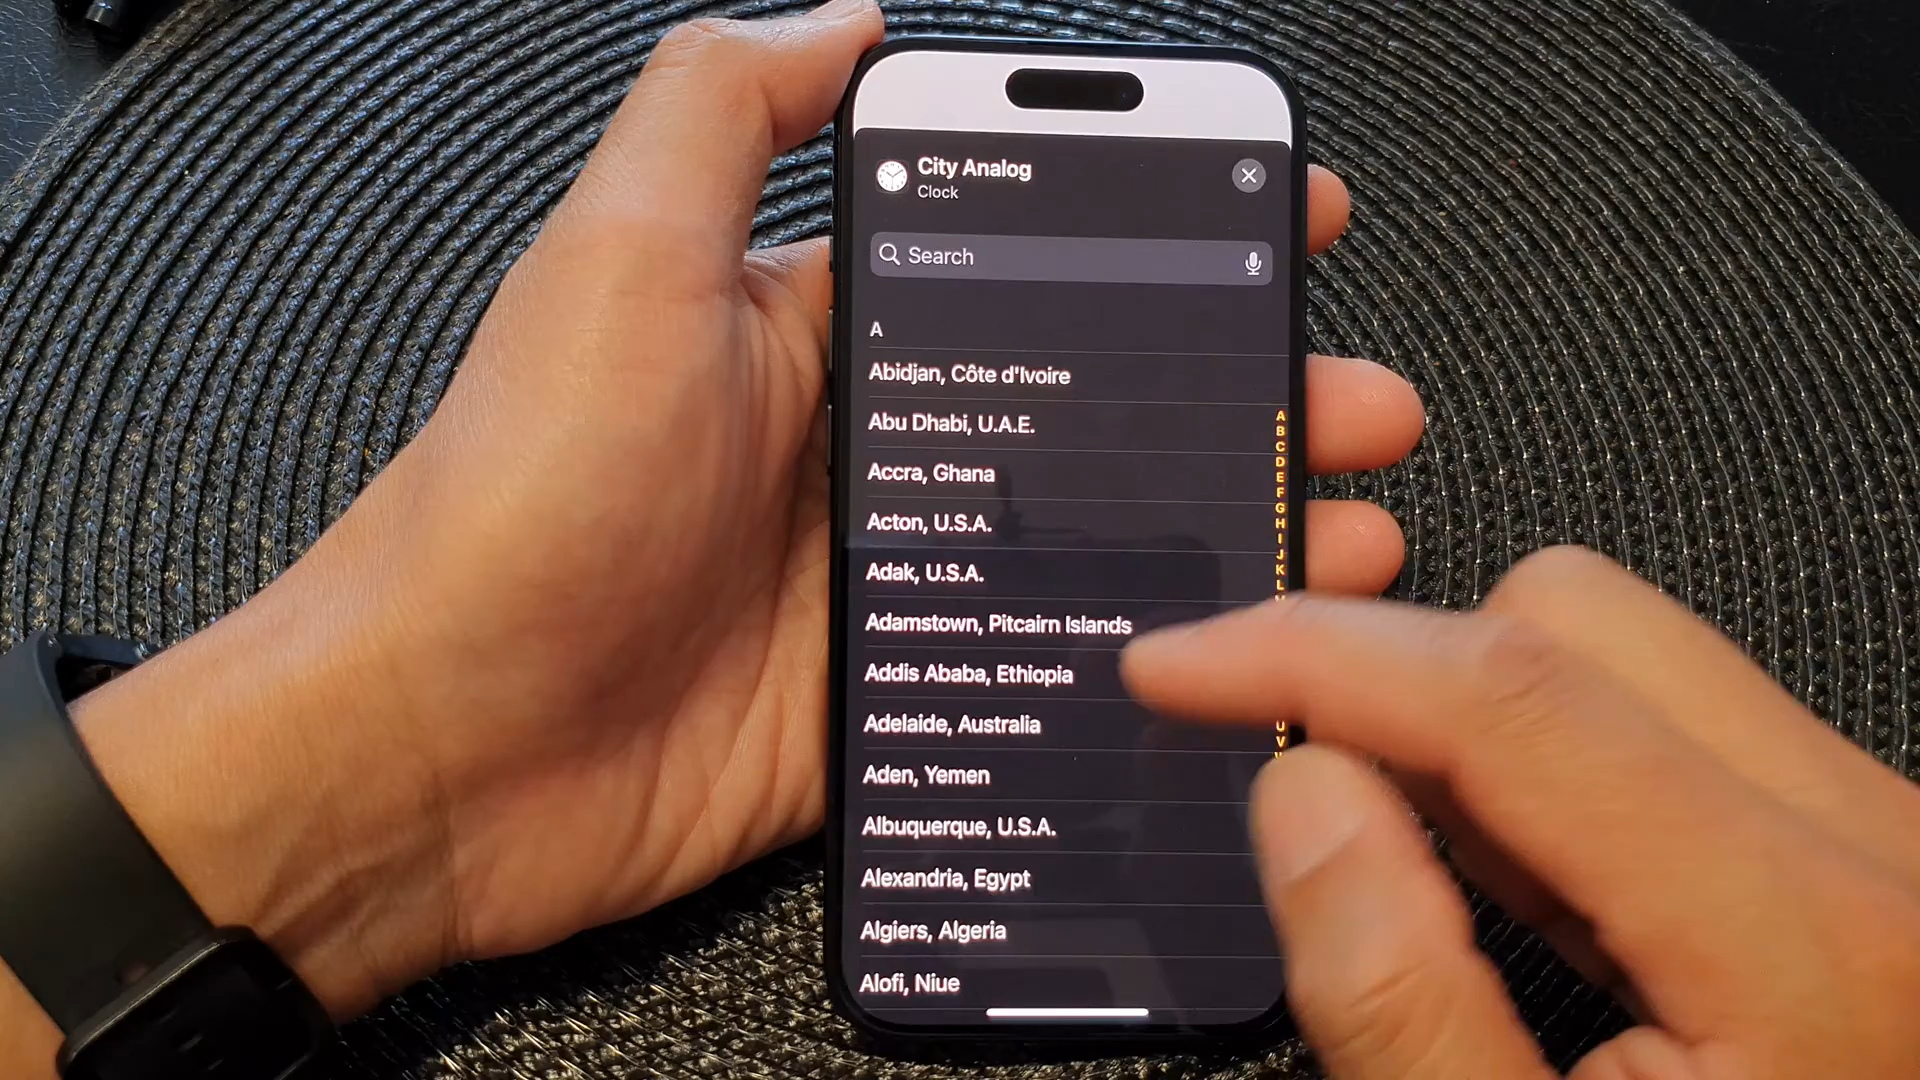 City Analog
Clock
Search
A
Abidjan, Côte d'Ivoire
Abu Dhabi, U.A.E.
Accra, Ghana
Acton, U.S.A.
Adak, U.S.A.
Adamstown, Pitcairn Islands
Addis Ababa, Ethiopia
Adelaide, Australia
Aden, Yemen
Albuquerque, U.S.A.
Alexandria, Egypt
Algiers, Algeria
Alofi, Niue
A
B
C
D
E
F
G
H
I
J
K
L
U
V